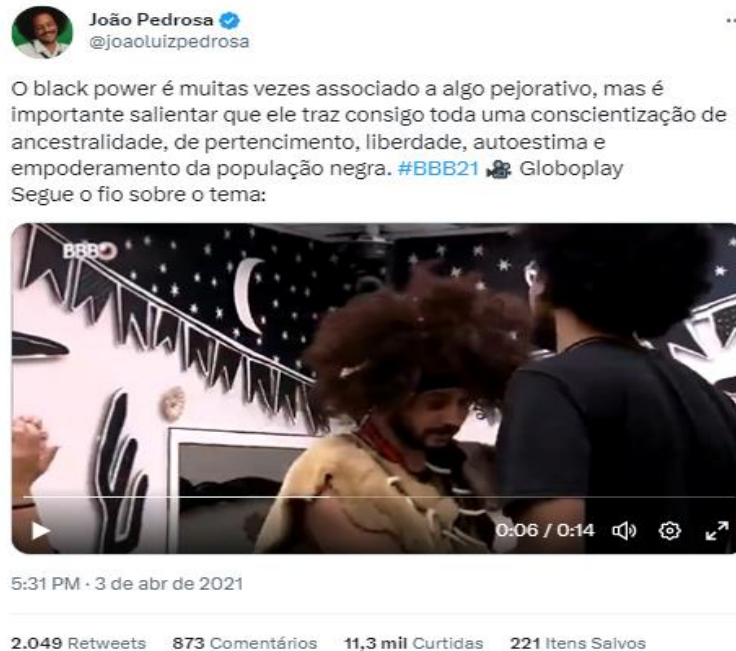 João Pedrosa
@joaoluizpedrosa
O black power é muitas vezes associado a algo pejorativo, mas é
importante salientar que ele traz consigo toda uma conscientização de
ancestralidade, de pertencimento, liberdade, autoestima e
empoderamento da população negra. #BBB21 🎥 Globoplay
Segue o fio sobre o tema:
BBB
0:06 / 0:14
5:31 PM · 3 de abr de 2021
2.049 Retweets 873 Comentários 11,3 mil Curtidas 221 Itens Salvos